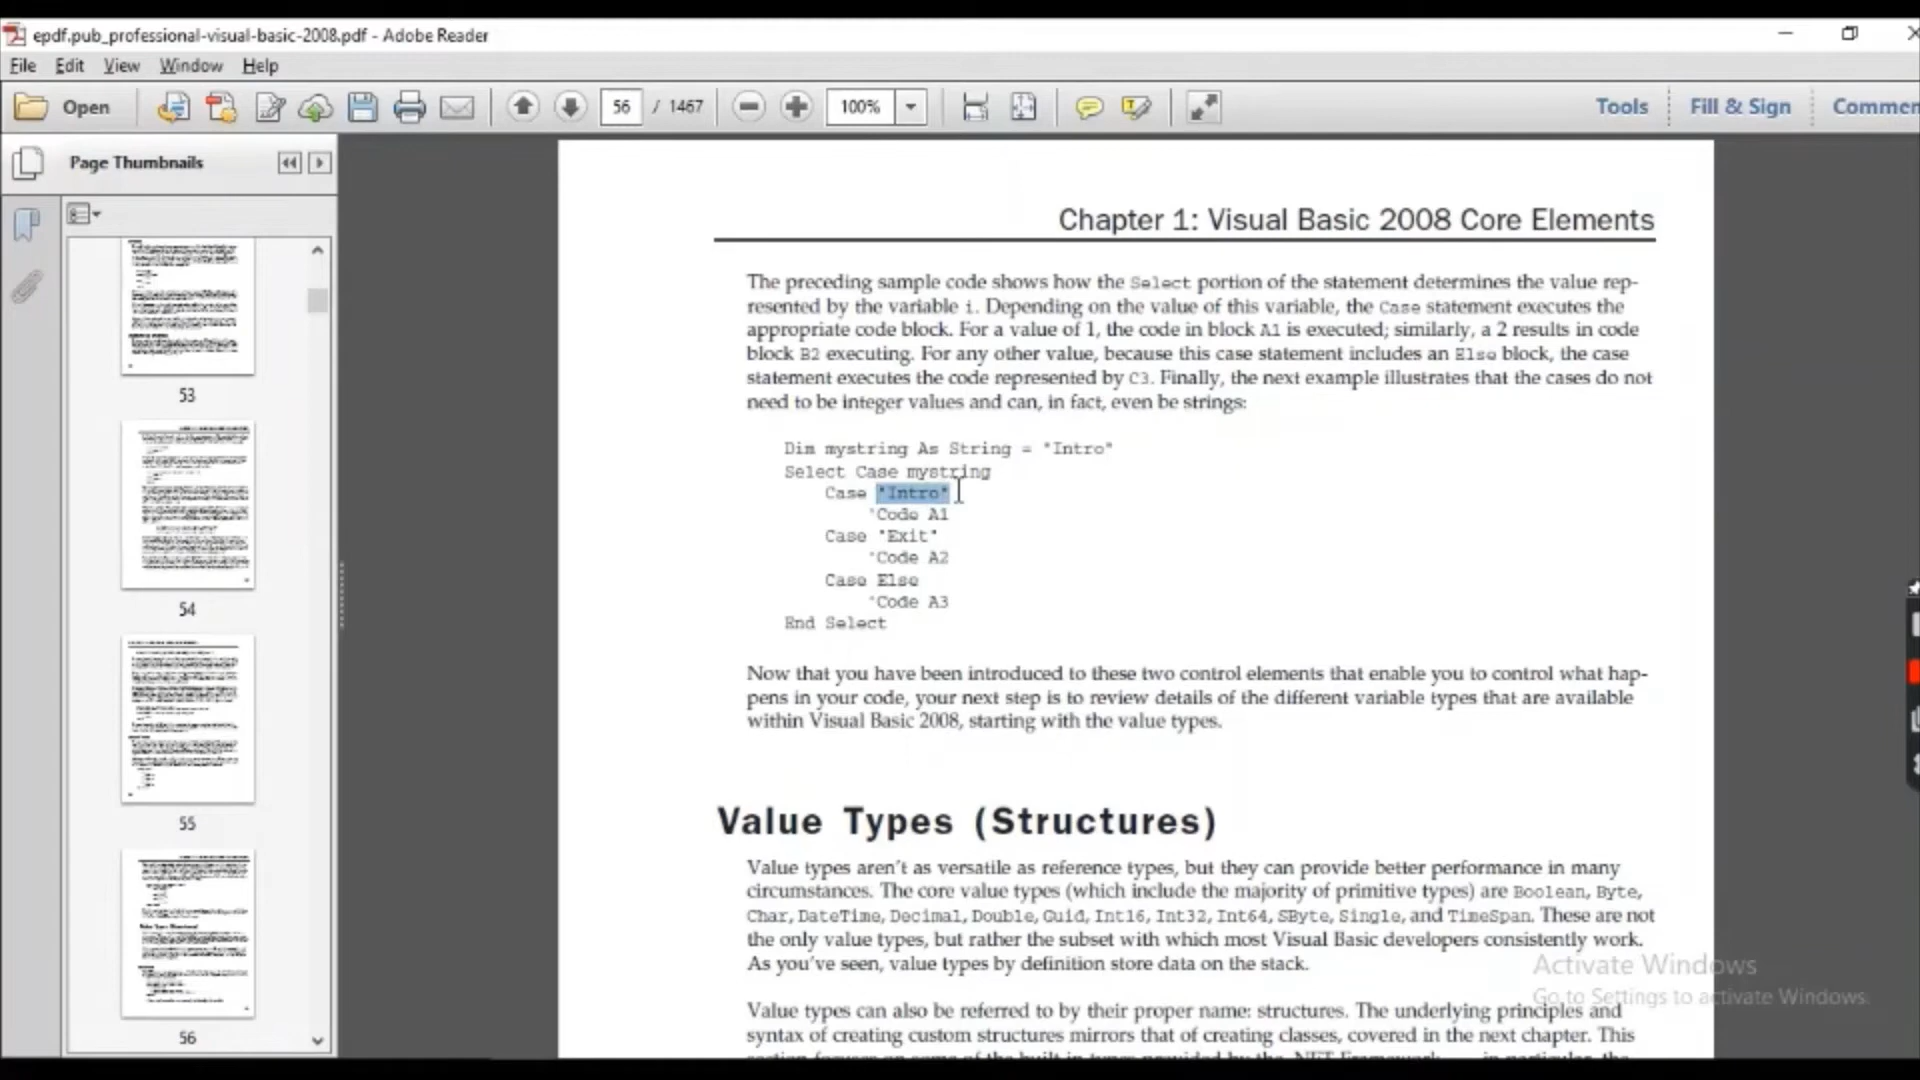 epdf.pub_professional-visual-basic-2008.pdf - Adobe Reader
File Edit View Window Help
Open 56 / 1467 100% Tools Fill & Sign Commen
Page Thumbnails
53
54
55
56
Chapter 1: Visual Basic 2008 Core Elements
The preceding sample code shows how the Select portion of the statement determines the value rep-
resented by the variable i. Depending on the value of this variable, the Case statement executes the
appropriate code block. For a value of 1, the code in block A1 is executed; similarly, a 2 results in code
block B2 executing. For any other value, because this case statement includes an Else block, the case
statement executes the code represented by C3. Finally, the next example illustrates that the cases do not
need to be integer values and can, in fact, even be strings:
Dim mystring As String = "Intro"
Select Case mystring
Case "Intro"
'Code A1
Case "Exit"
'Code A2
Case Else
'Code A3
End Select
Now that you have been introduced to these two control elements that enable you to control what hap-
pens in your code, your next step is to review details of the different variable types that are available
within Visual Basic 2008, starting with the value types.
Value Types (Structures)
Value types aren't as versatile as reference types, but they can provide better performance in many
circumstances. The core value types (which include the majority of primitive types) are Boolean, Byte,
Char, DateTime, Decimal, Double, Guid, Int16, Int32, Int64, SByte, Single, and TimeSpan. These are not
the only value types, but rather the subset with which most Visual Basic developers consistently work.
As you've seen, value types by definition store data on the stack.
Value types can also be referred to by their proper name: structures. The underlying principles and
syntax of creating custom structures mirrors that of creating classes, covered in the next chapter. This
Activate Windows
Go to Settings to activate Windows.